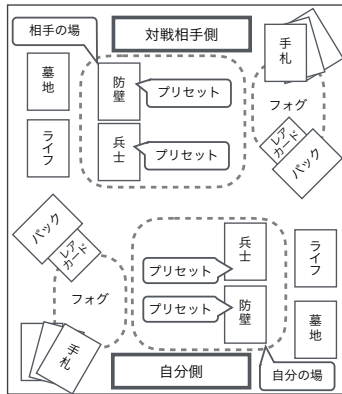 相手の場
対戦相手側
手札
墓地
防壁
プリセット
フォグ
ライフ
兵士
プリセット
レアカード
パック
パック
レアカード
兵士
ライフ
プリセット
フォグ
プリセット
防壁
墓地
手札
自分側
自分の場